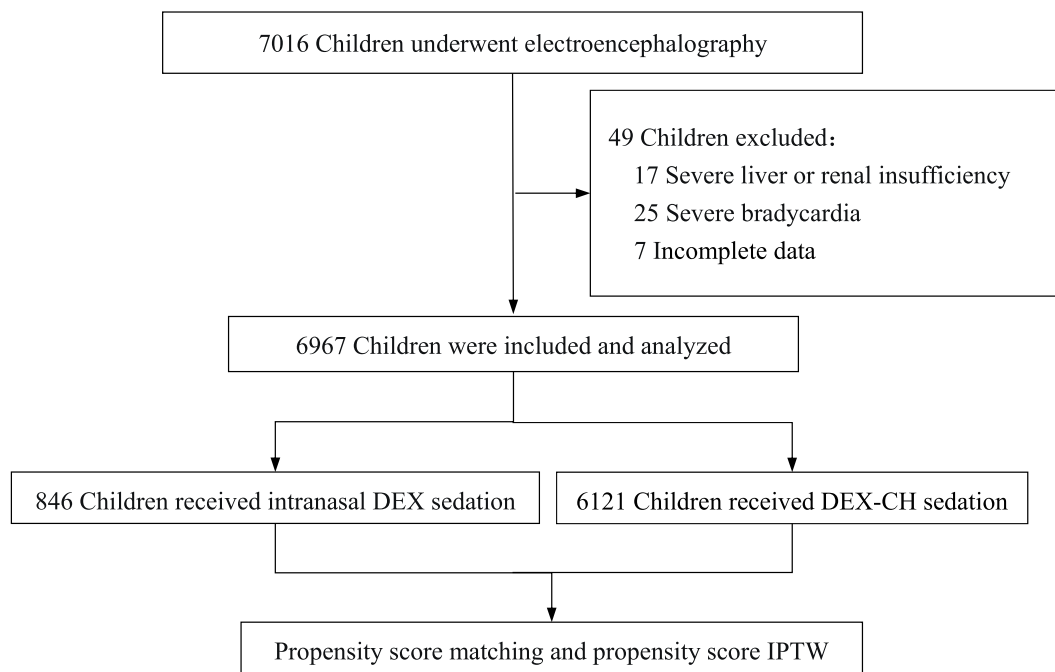 7016 Children underwent electroencephalography
49 Children excluded：
17 Severe liver or renal insufficiency
25 Severe bradycardia
7 Incomplete data
6967 Children were included and analyzed
846 Children received intranasal DEX sedation
6121 Children received DEX-CH sedation
Propensity score matching and propensity score IPTW